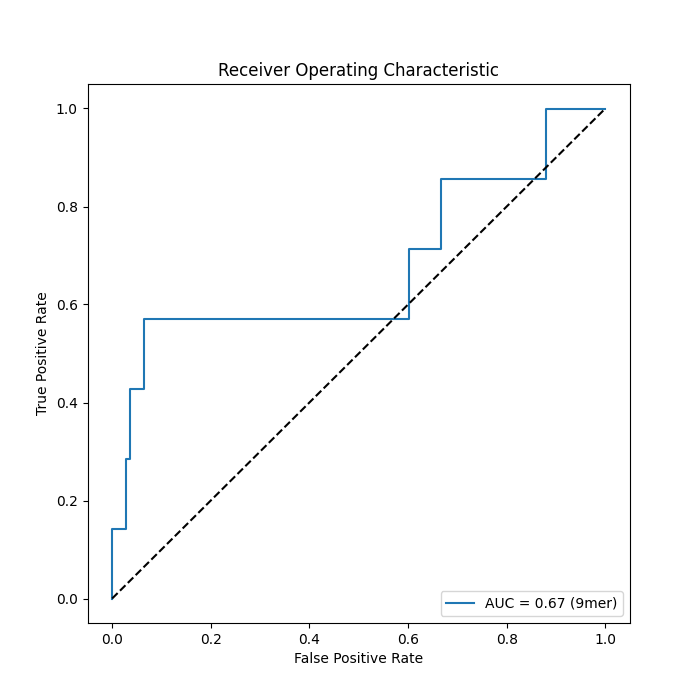 Receiver Operating Characteristic
1.0
0.8
0.6
0.4
0.2
0.0
True Positive Rate
AUC = 0.67 (9mer)
0.0 0.2 0.4 0.6 0.8 1.0
False Positive Rate